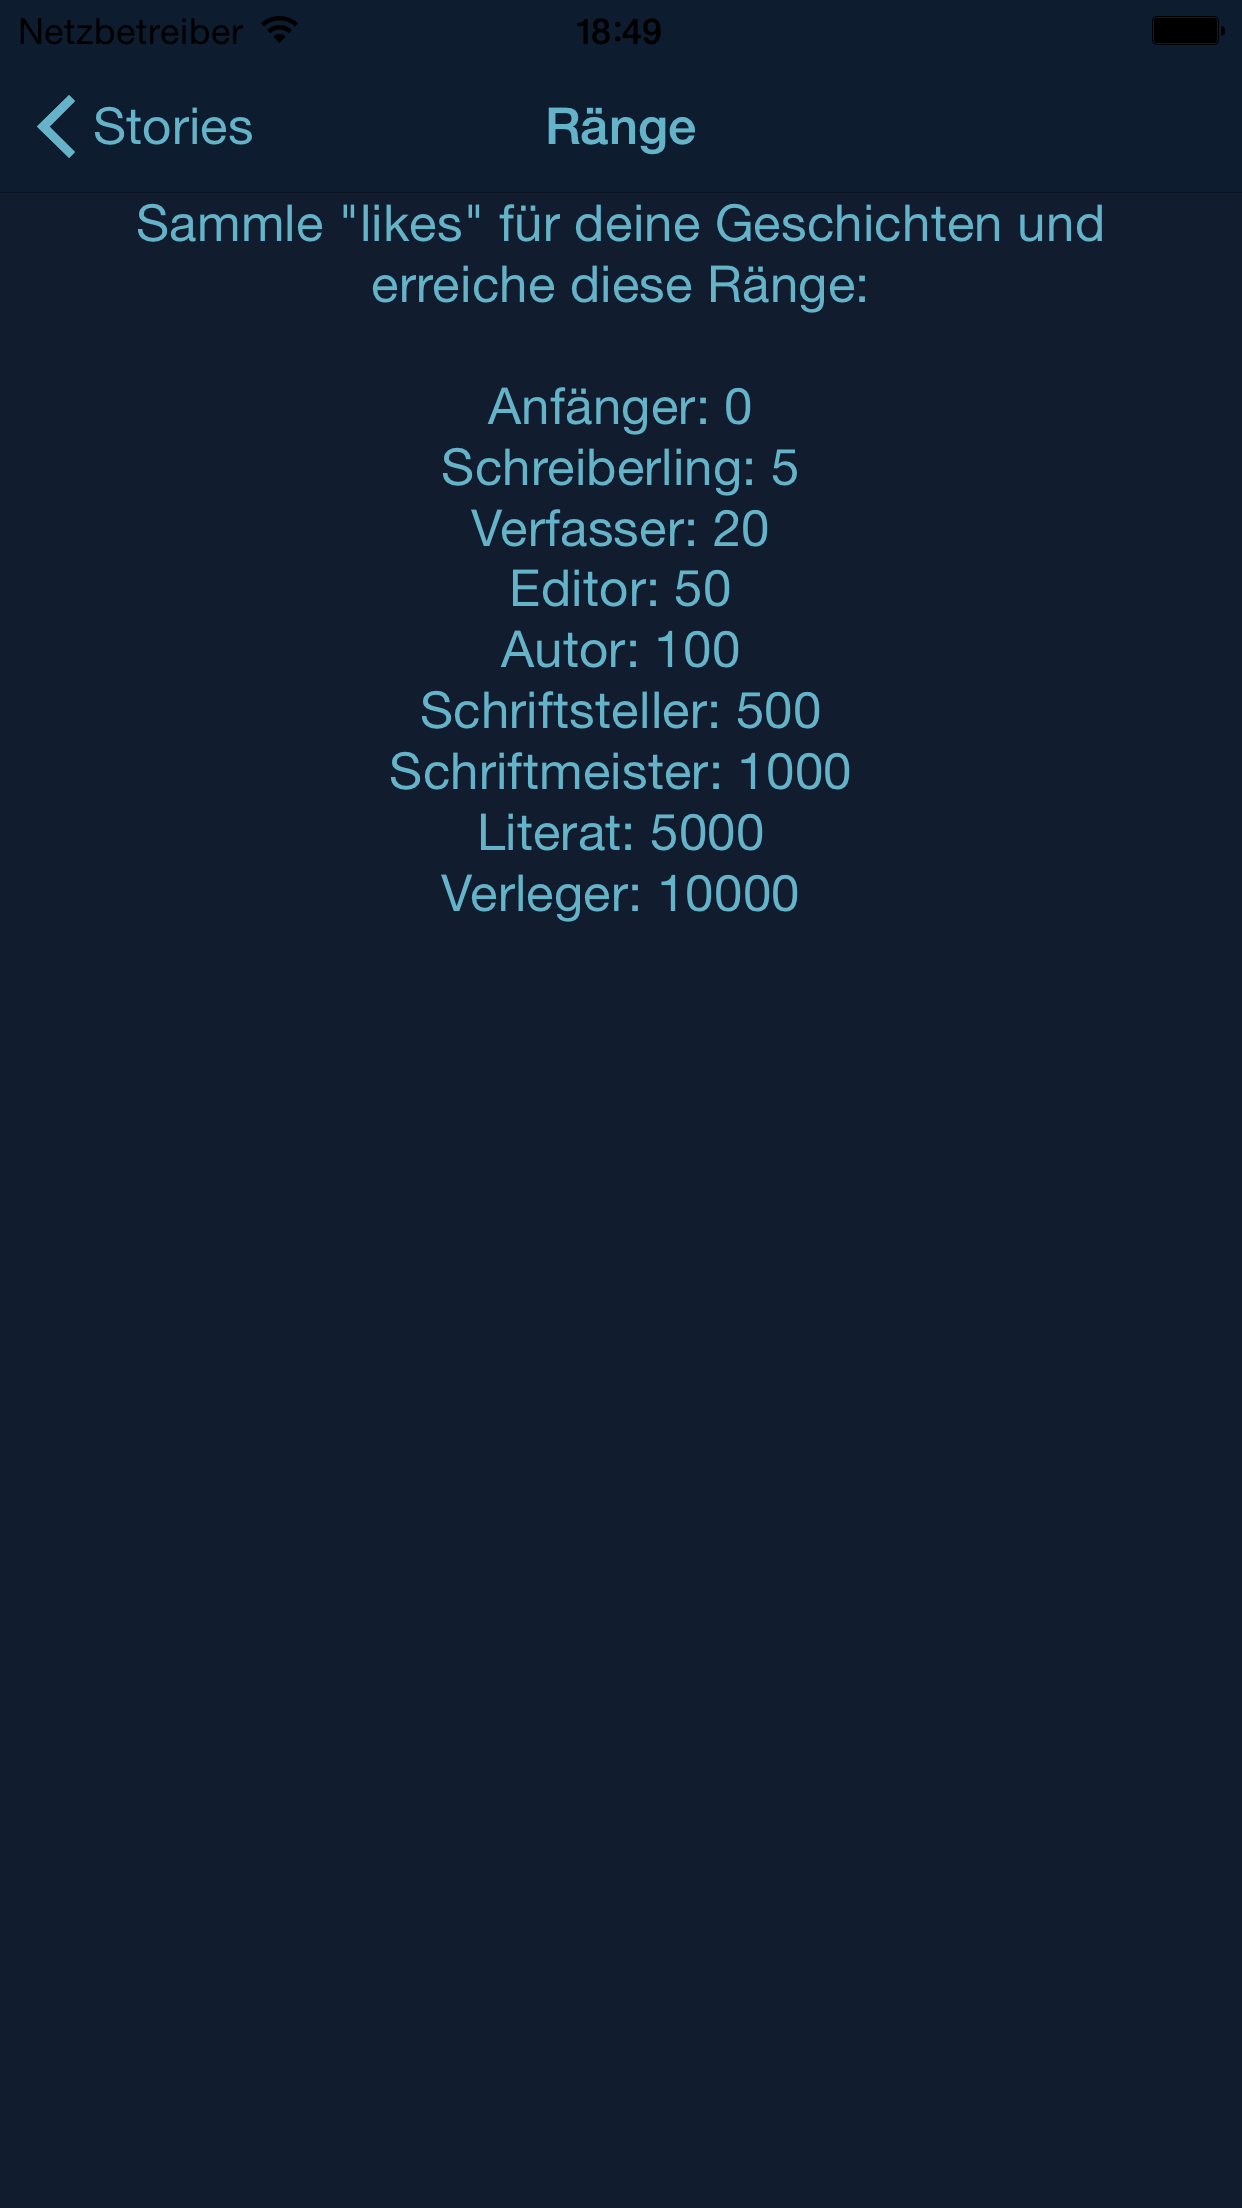 Netzbetreiber 18:49
Stories Ränge
Sammle "likes" für deine Geschichten und
erreiche diese Ränge:
Anfänger: 0
Schreiberling: 5
Verfasser: 20
Editor: 50
Autor: 100
Schriftsteller: 500
Schriftmeister: 1000
Literat: 5000
Verleger: 10000